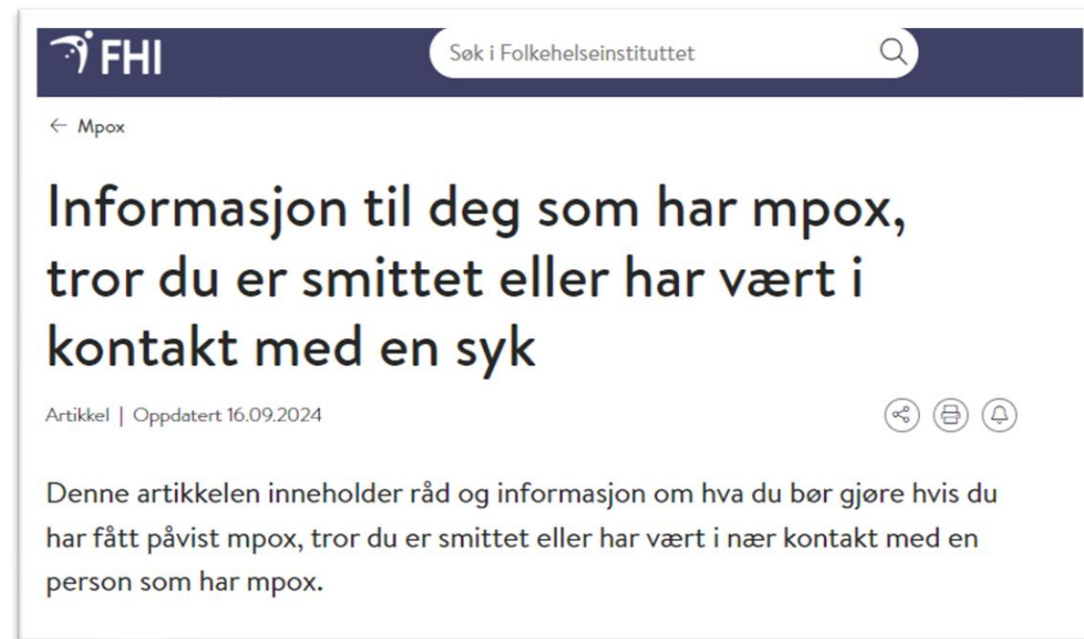 FHI
Søk i Folkehelseinstituttet
← Mpox
Informasjon til deg som har mpox,
tror du er smittet eller har vært i
kontakt med en syk
Artikkel | Oppdatert 16.09.2024
Denne artikkelen inneholder råd og informasjon om hva du bør gjøre hvis du
har fått påvist mpox, tror du er smittet eller har vært i nær kontakt med en
person som har mpox.